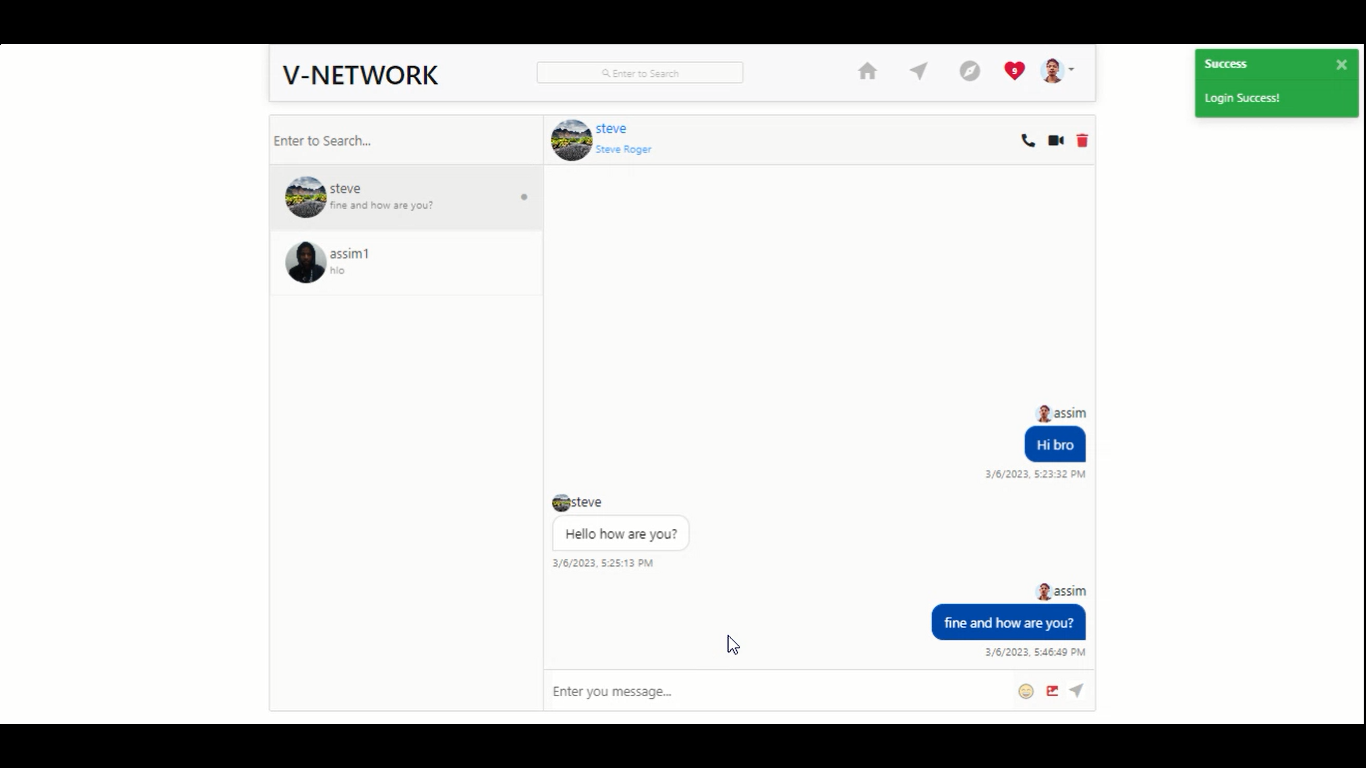 V-NETWORK
Enter to Search
9
Success
Login Success!
Enter to Search...
steve
fine and how are you?
assim1
hlo
steve
Steve Roger
assim
Hi bro
3/6/2023, 5:23:32 PM
steve
Hello how are you?
3/6/2023, 5:25:13 PM
assim
fine and how are you?
3/6/2023, 5:46:49 PM
Enter you message...